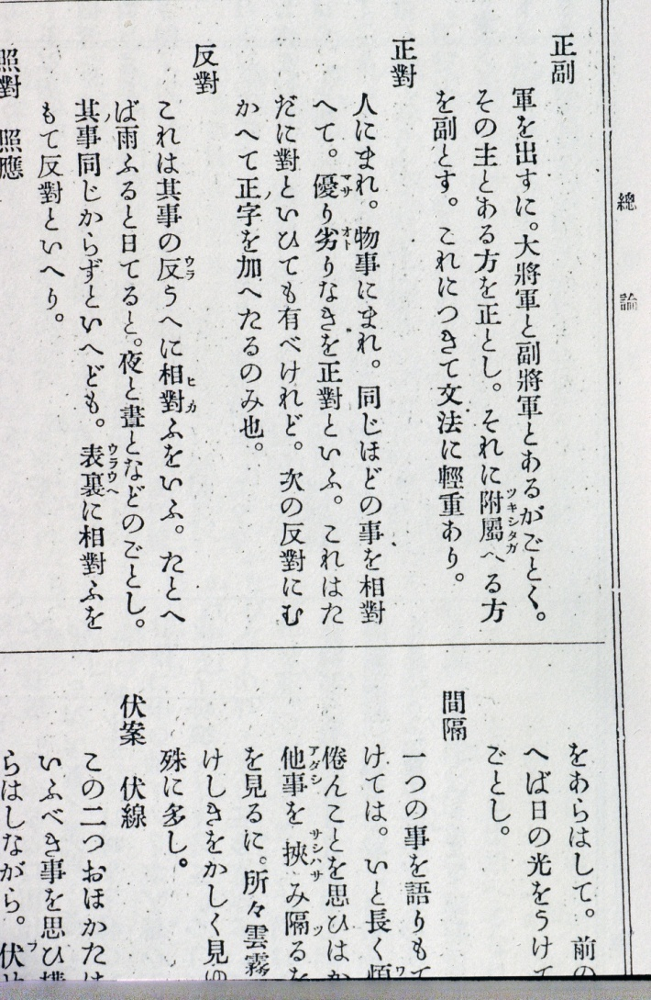 總論
正副
軍を出すに。大將軍と副將軍とあるがごとく。
その主とある方を正とし。それに附屬へる方
を副とす。これにつきて文法に輕重あり。
正對
人にまれ。物事にまれ。同じほどの事を相對
へて。優り劣りなきを正對といふ。これはた
だに對といひても有べけれど。次の反對にむ
かへて正字を加へたるのみ也。
反對
これは其事の反うへに相對ふをいふ。たとへ
ば雨ふると日てると。夜と晝となどのごとし。
其事同じからずといへども。表裏に相對ふを
もて反對といへり。
照對 照應
をあらはして。前の
へば日の光をうけて
ごとし。
間隔
一つの事を語りもて
けては。いと長く煩
倦んことを思ひはか
他事を挾み隔るを
を見るに。所々雲霧
けしきをかしく見ゆ
殊に多し。
伏案 伏線
この二つおほかたは
いふべき事を思ひ構
らはしながら。伏